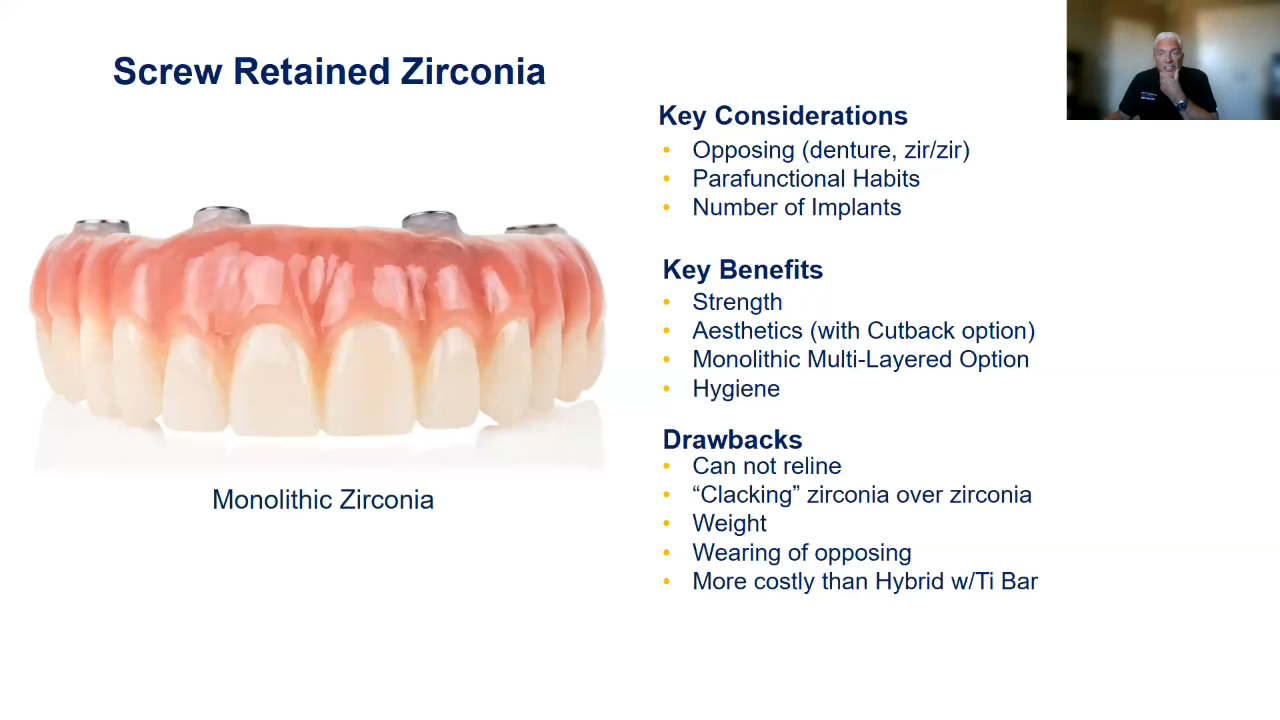 Screw Retained Zirconia
Key Considerations
• Opposing (denture, zir/zir)
• Parafunctional Habits
• Number of Implants
Key Benefits
• Strength
• Aesthetics (with Cutback option)
• Monolithic Multi-Layered Option
• Hygiene
Drawbacks
• Can not reline
• “Clacking” zirconia over zirconia
• Weight
• Wearing of opposing
• More costly than Hybrid w/Ti Bar
Monolithic Zirconia